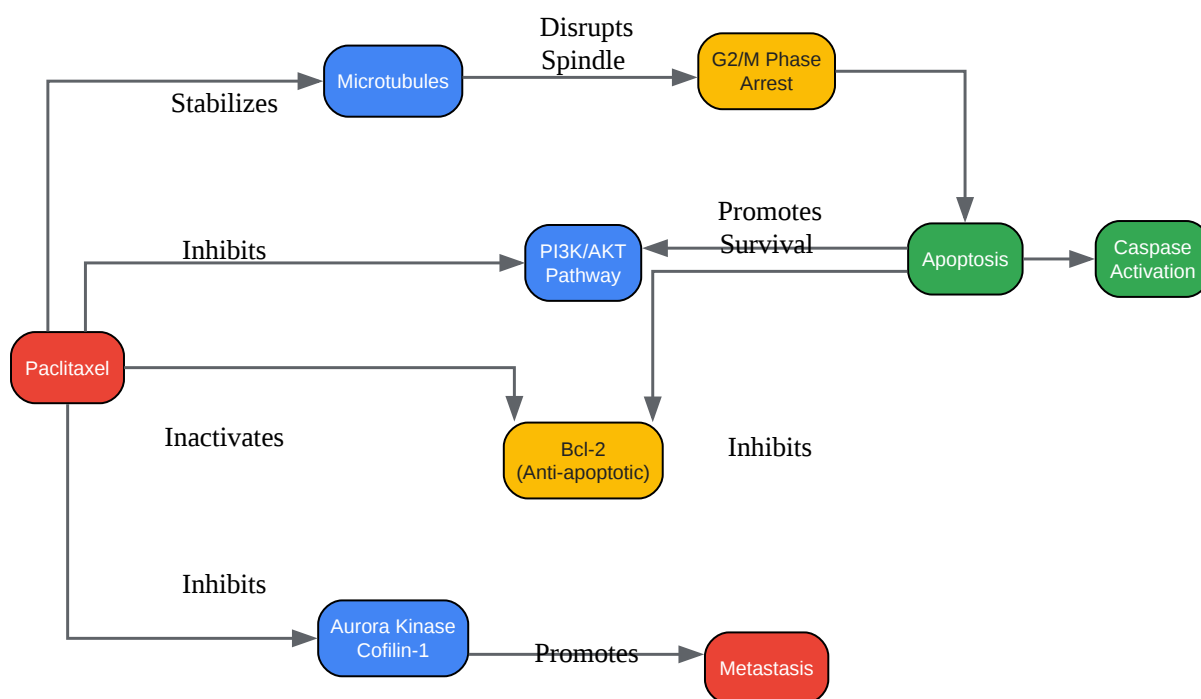 Disrupts
Spindle
G2/M Phase
Arrest
Microtubules
Stabilizes
Promotes
Survival
Inhibits
PI3K/AKT
Pathway
Apoptosis
Caspase
Activation
Paclitaxel
Inactivates
Bcl-2
(Anti-apoptotic)
Inhibits
Inhibits
Aurora Kinase
Cofilin-1
Promotes
Metastasis